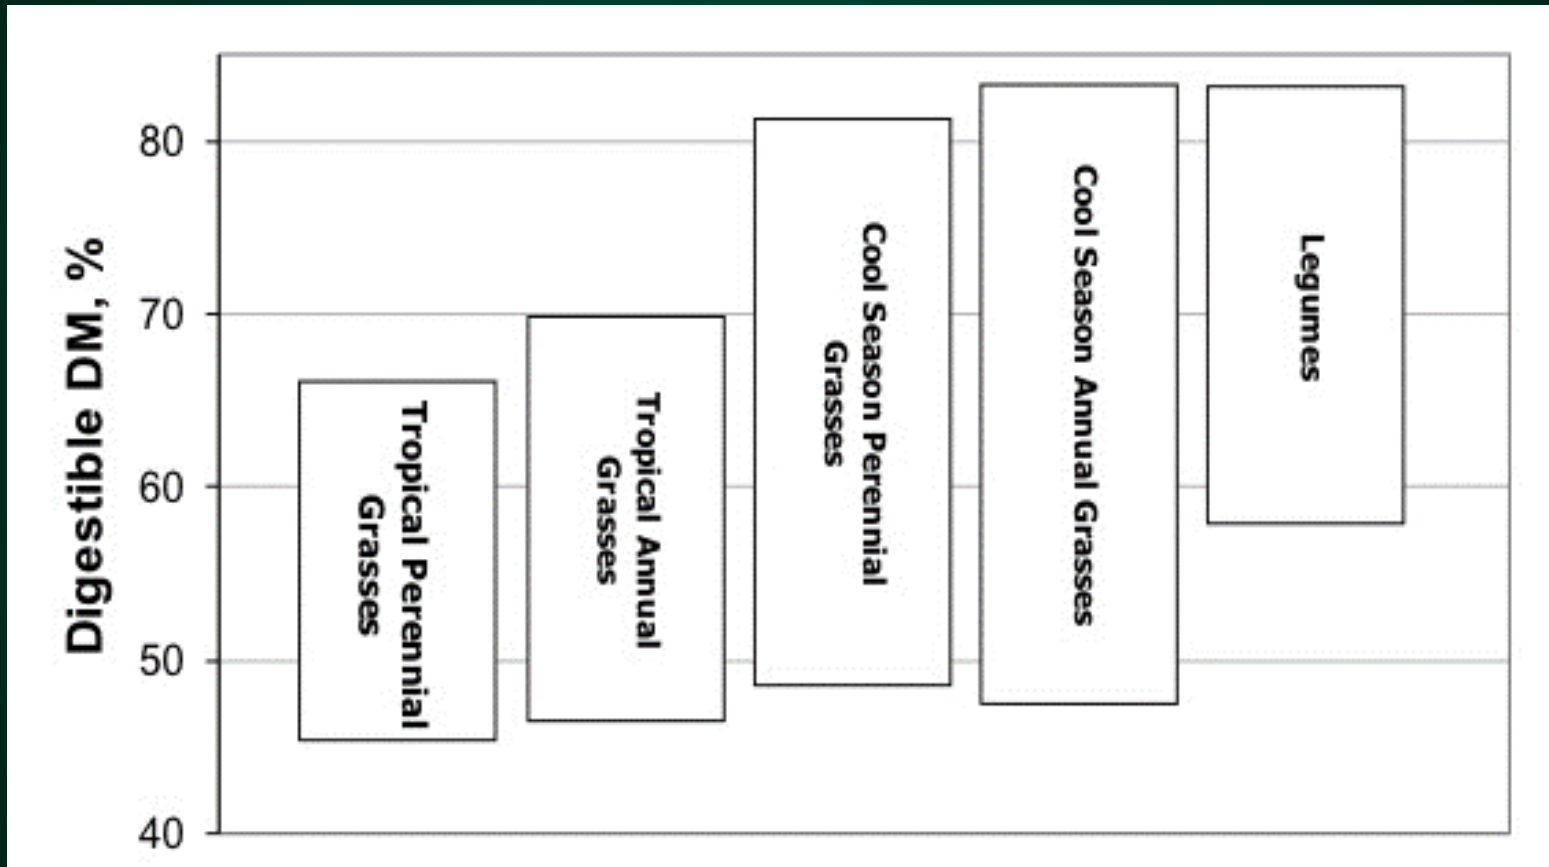 Digestible DM, %
80
70
60
50
40
Tropical Perennial
Grasses
Tropical Annual
Grasses
Cool Season Perennial
Grasses
Cool Season Annual Grasses
Legumes